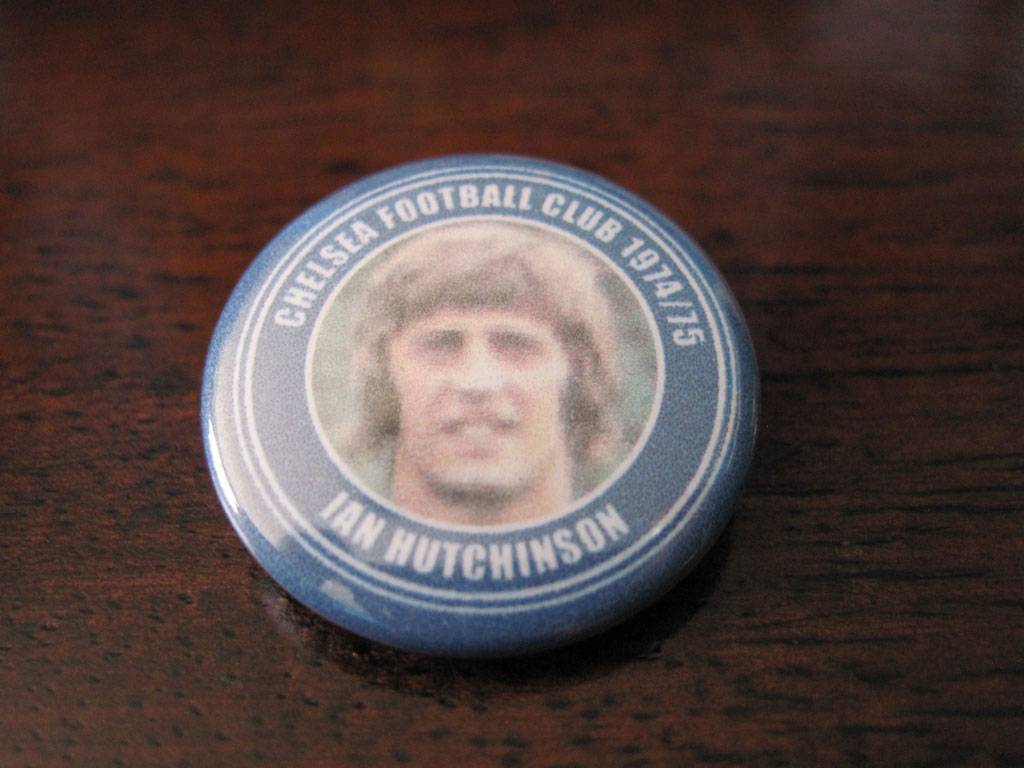 CHELSEA FOOTBALL CLUB 1974/75
IAN HUTCHINSON